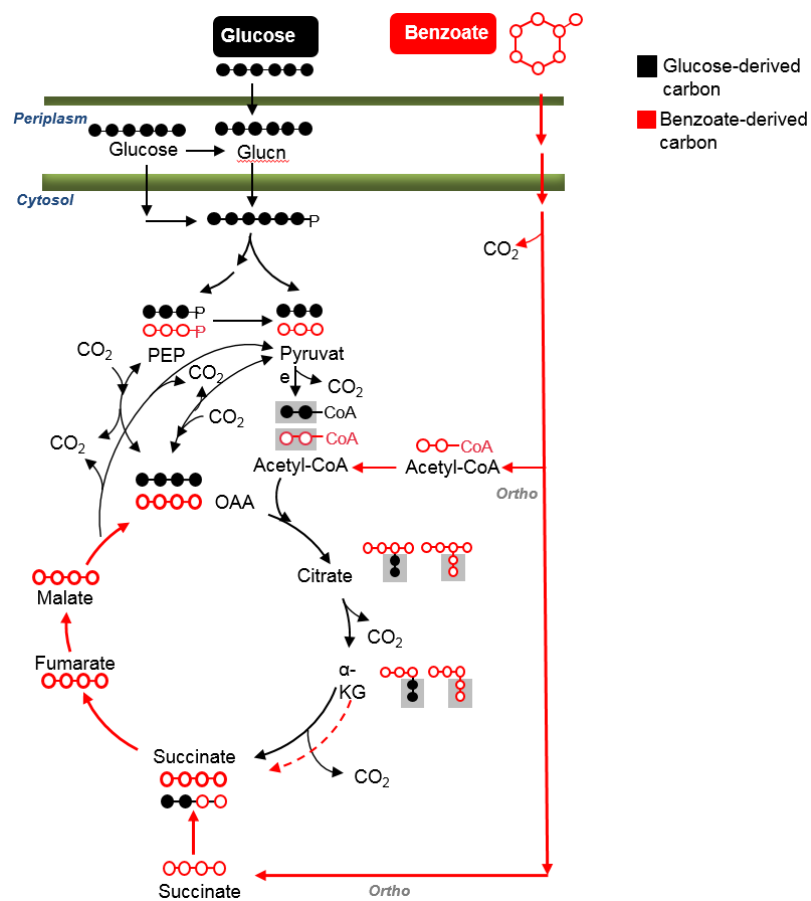 Glucose
Benzoate
Glucose-derived
carbon
Benzoate-derived
carbon
Periplasm
Glucose
Glucn
Cytosol
P
CO2
P
P
PEP
Pyruvat
e
CO2
CO2
CO2
CO2
CO2
CoA
CoA
Acetyl-CoA
CoA
Acetyl-CoA
Ortho
OAA
Citrate
Malate
CO2
Fumarate
α-
KG
Succinate
CO2
Succinate
Ortho